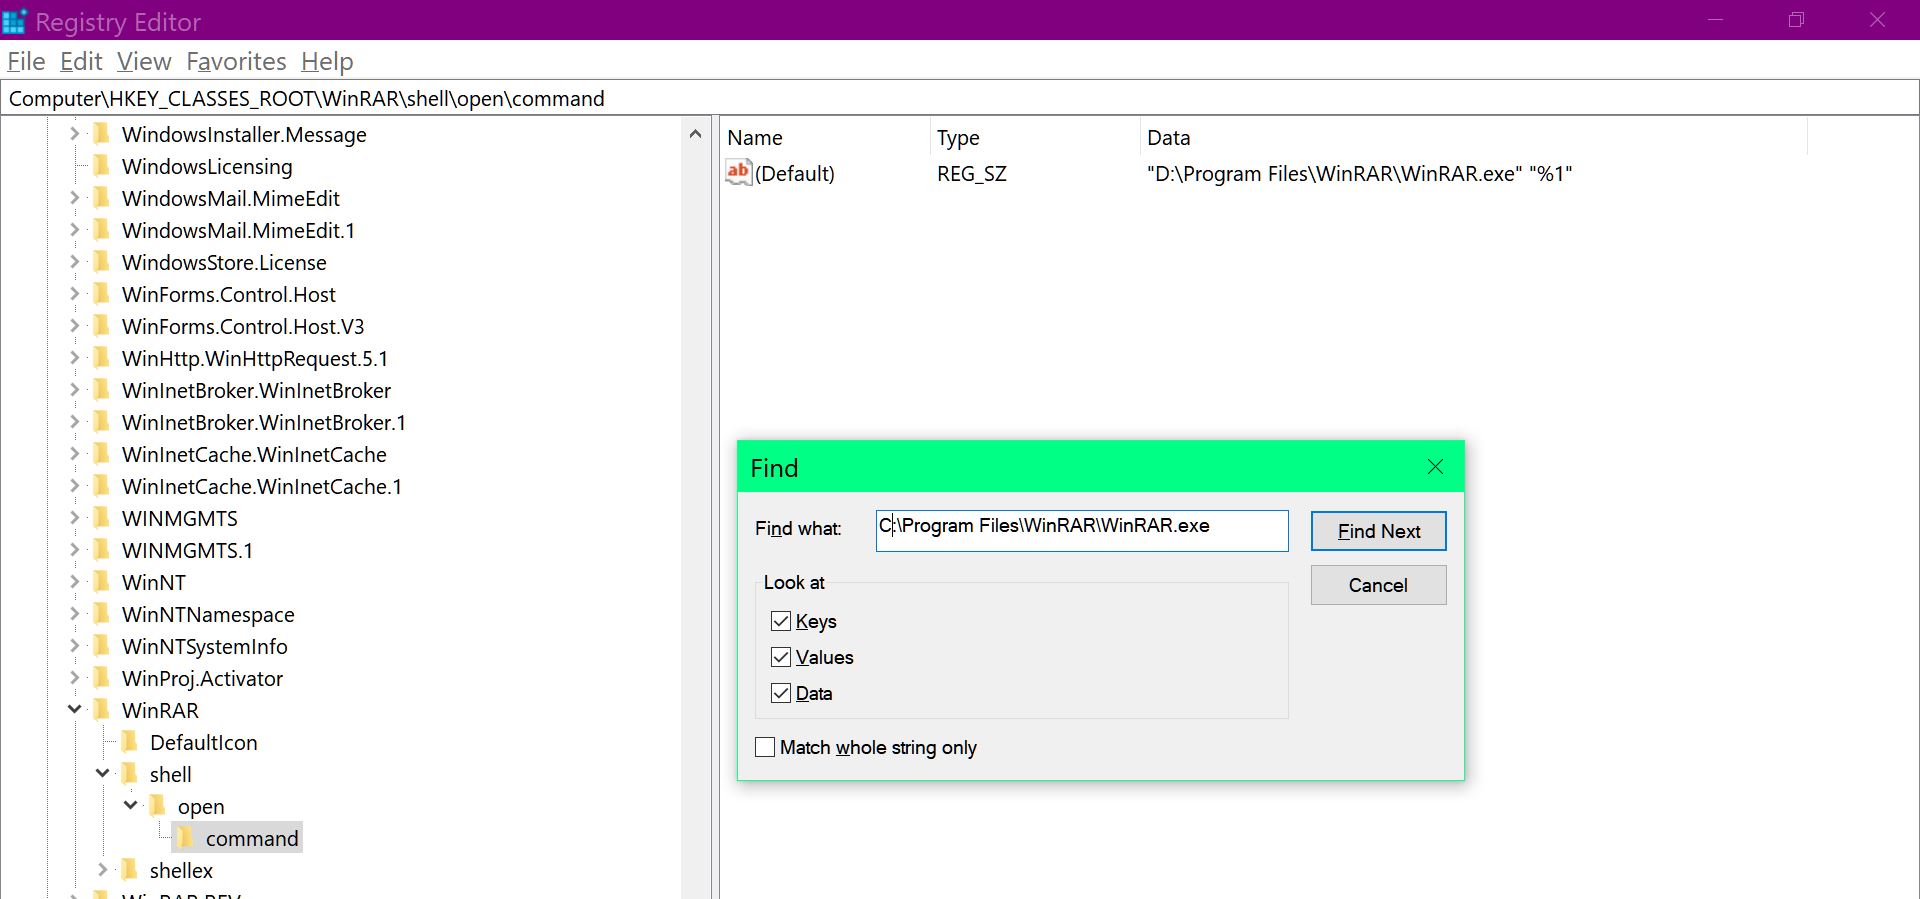 Registry Editor
File Edit View Favorites Help
Computer\HKEY_CLASSES_ROOT\WinRAR\shell\open\command
WindowsInstaller.Message
WindowsLicensing
WindowsMail.MimeEdit
WindowsMail.MimeEdit.1
WindowsStore.License
WinForms.Control.Host
WinForms.Control.Host.V3
WinHttp.WinHttpRequest.5.1
WinInetBroker.WinInetBroker
WinInetBroker.WinInetBroker.1
WinInetCache.WinInetCache
WinInetCache.WinInetCache.1
WINMGMTS
WINMGMTS.1
WinNT
WinNTNamespace
WinNTSystemInfo
WinProj.Activator
WinRAR
DefaultIcon
shell
open
command
shellex
WinRAR.REV
Name Type Data
ab (Default) REG_SZ "D:\Program Files\WinRAR\WinRAR.exe" "%1"
Find
Find what: C:\Program Files\WinRAR\WinRAR.exe Find Next
Cancel
Look at
Keys
Values
Data
Match whole string only